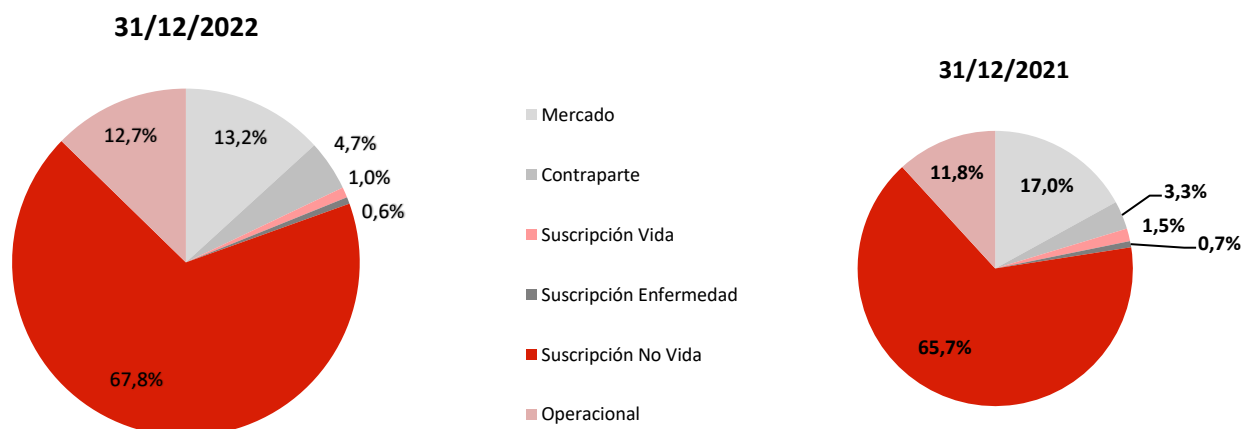 31/12/2022
12,7%
13,2%
4,7%
1,0%
0,6%
67,8%
Mercado
Contraparte
Suscripción Vida
Suscripción Enfermedad
Suscripción No Vida
Operacional
31/12/2021
11,8%
17,0%
3,3%
1,5%
0,7%
65,7%